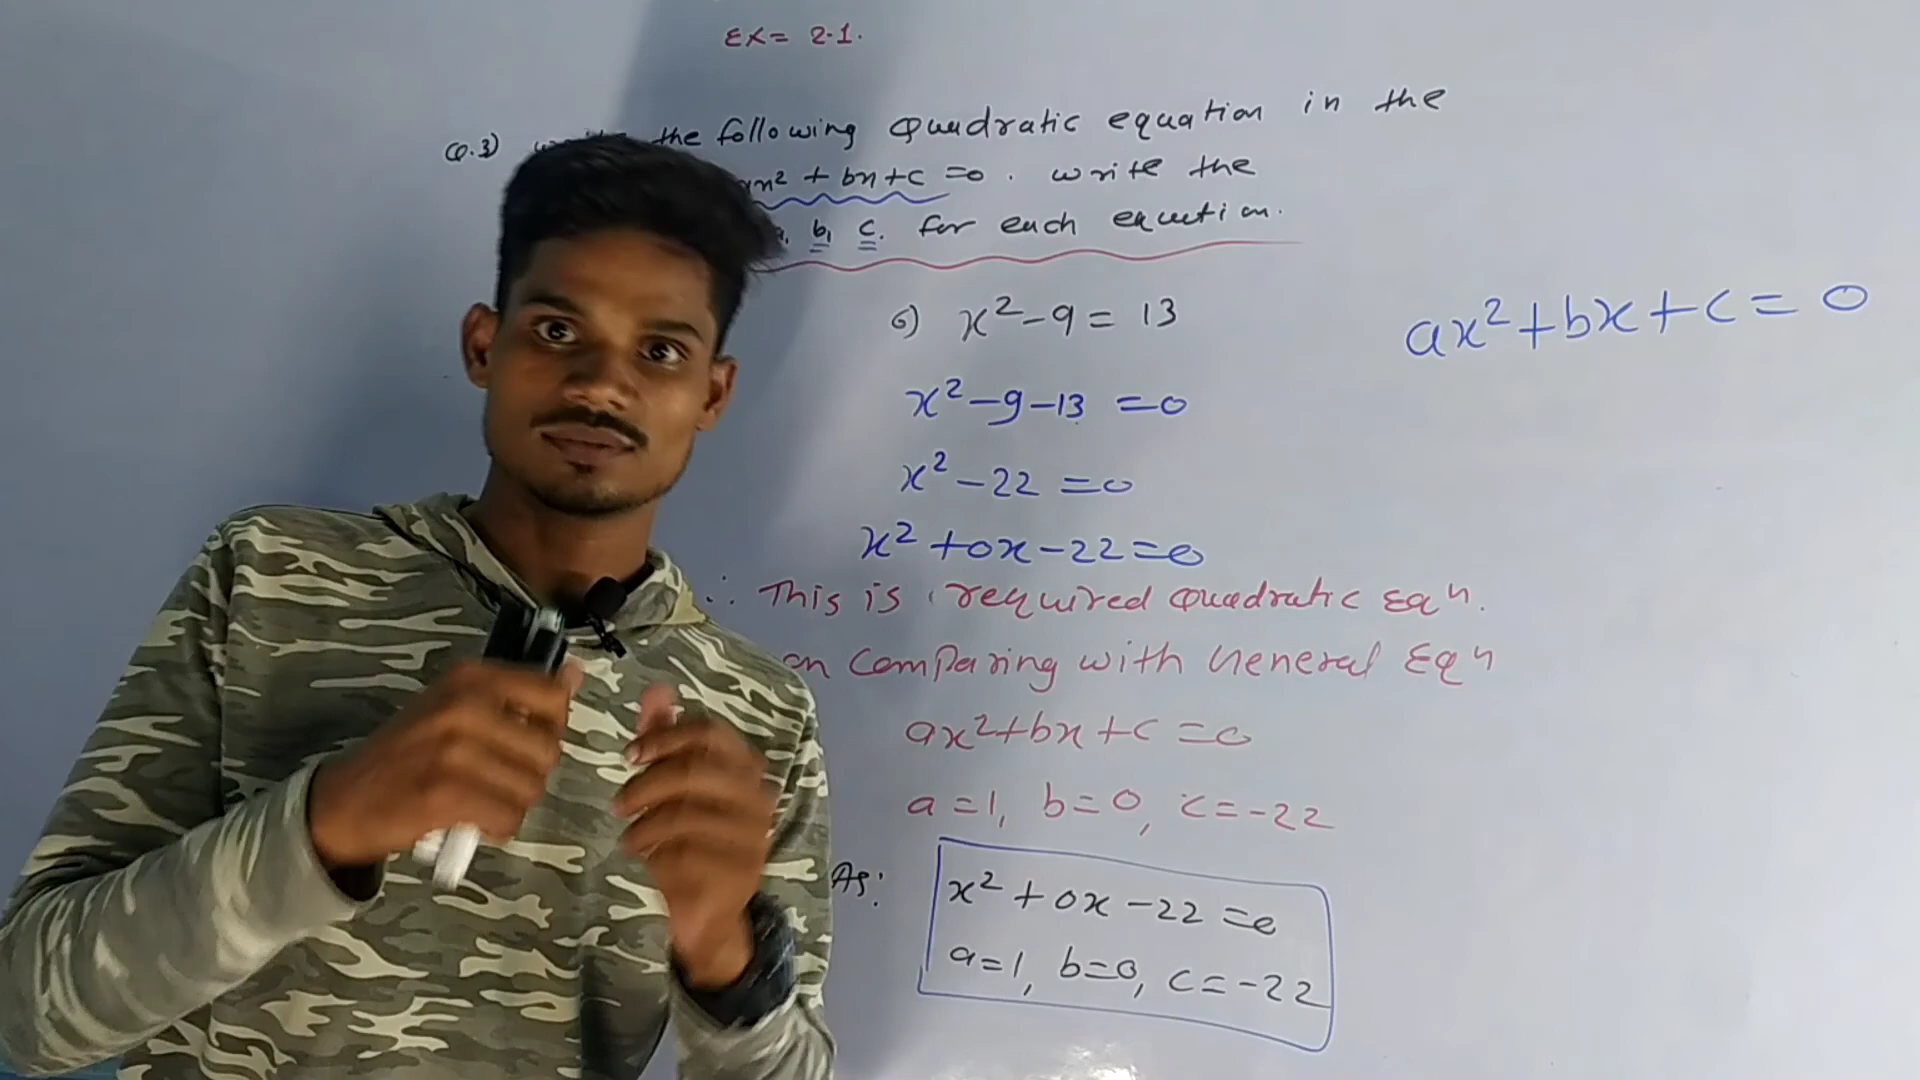 EX= 2.1.
Q.3) the following Quadratic equation in the
ax² + bx+c =0. write the
a, b, c. for each equation.
6) x²-9= 13
ax²+bx+c= 0
x²-9-13 =0
x²-22 =0
x²+0x-22=0
∴ This is required quadratic Eqⁿ.
on Comparing with General Eqⁿ
ax²+bx+c =0
a=1, b=0, c=-22
x²+0x-22=0
a=1, b=0, c=-22